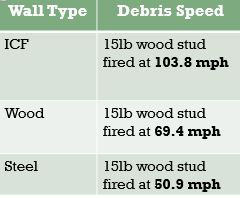 Wall Type Debris Speed
ICF 15lb wood stud
fired at 103.8 mph
Wood 15lb wood stud
fired at 69.4 mph
Steel 15lb wood stud
fired at 50.9 mph